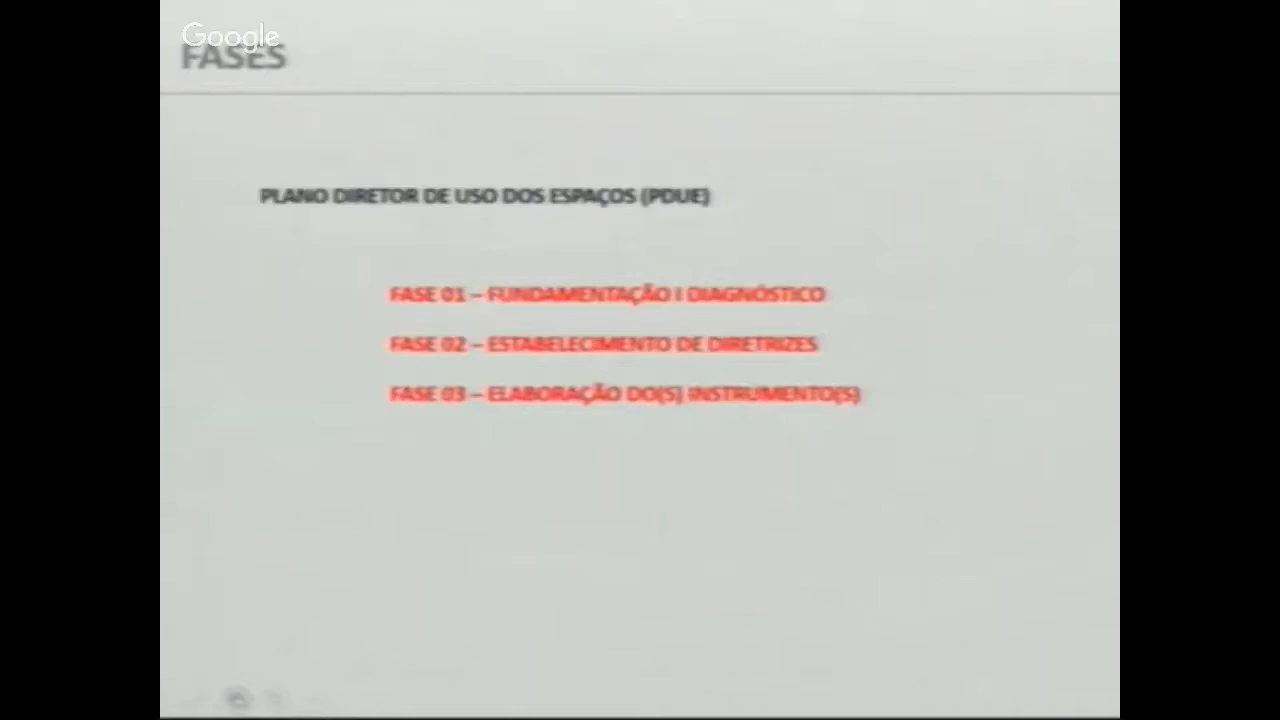 Google
FASES
PLANO DIRETOR DE USO DOS ESPAÇOS (PDUE)
FASE 01 – FUNDAMENTAÇÃO I DIAGNÓSTICO
FASE 02 – ESTABELECIMENTO DE DIRETRIZES
FASE 03 – ELABORAÇÃO DO(S) INSTRUMENTO(S)